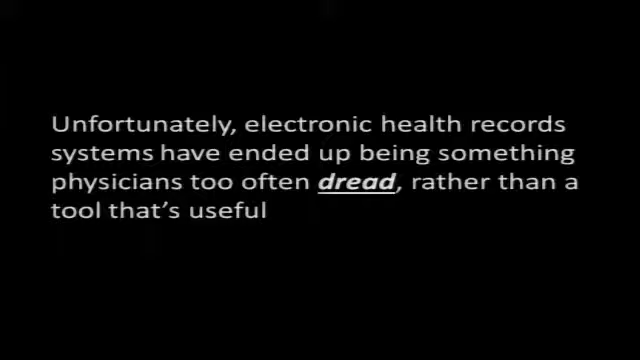 Unfortunately, electronic health records
systems have ended up being something
physicians too often dread, rather than a
tool that's useful